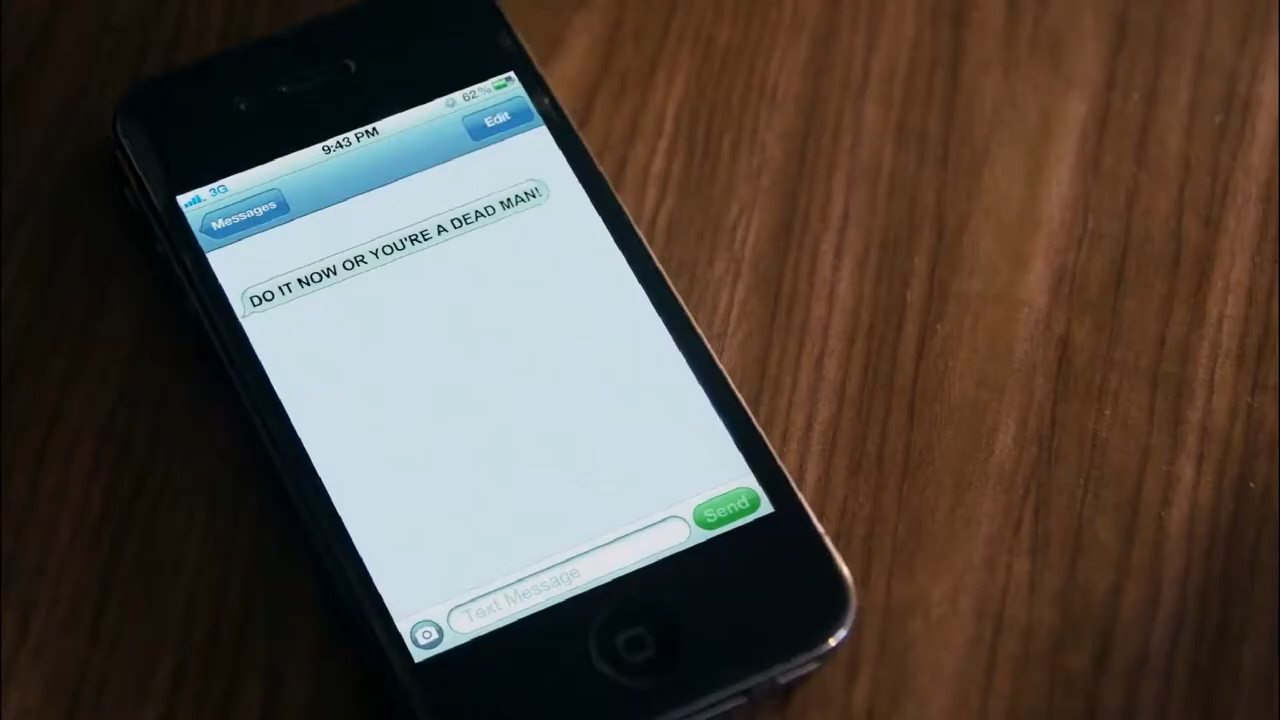 3G
9:43 PM
62%
Messages
Edit
DO IT NOW OR YOU'RE A DEAD MAN!
Text Message
Send